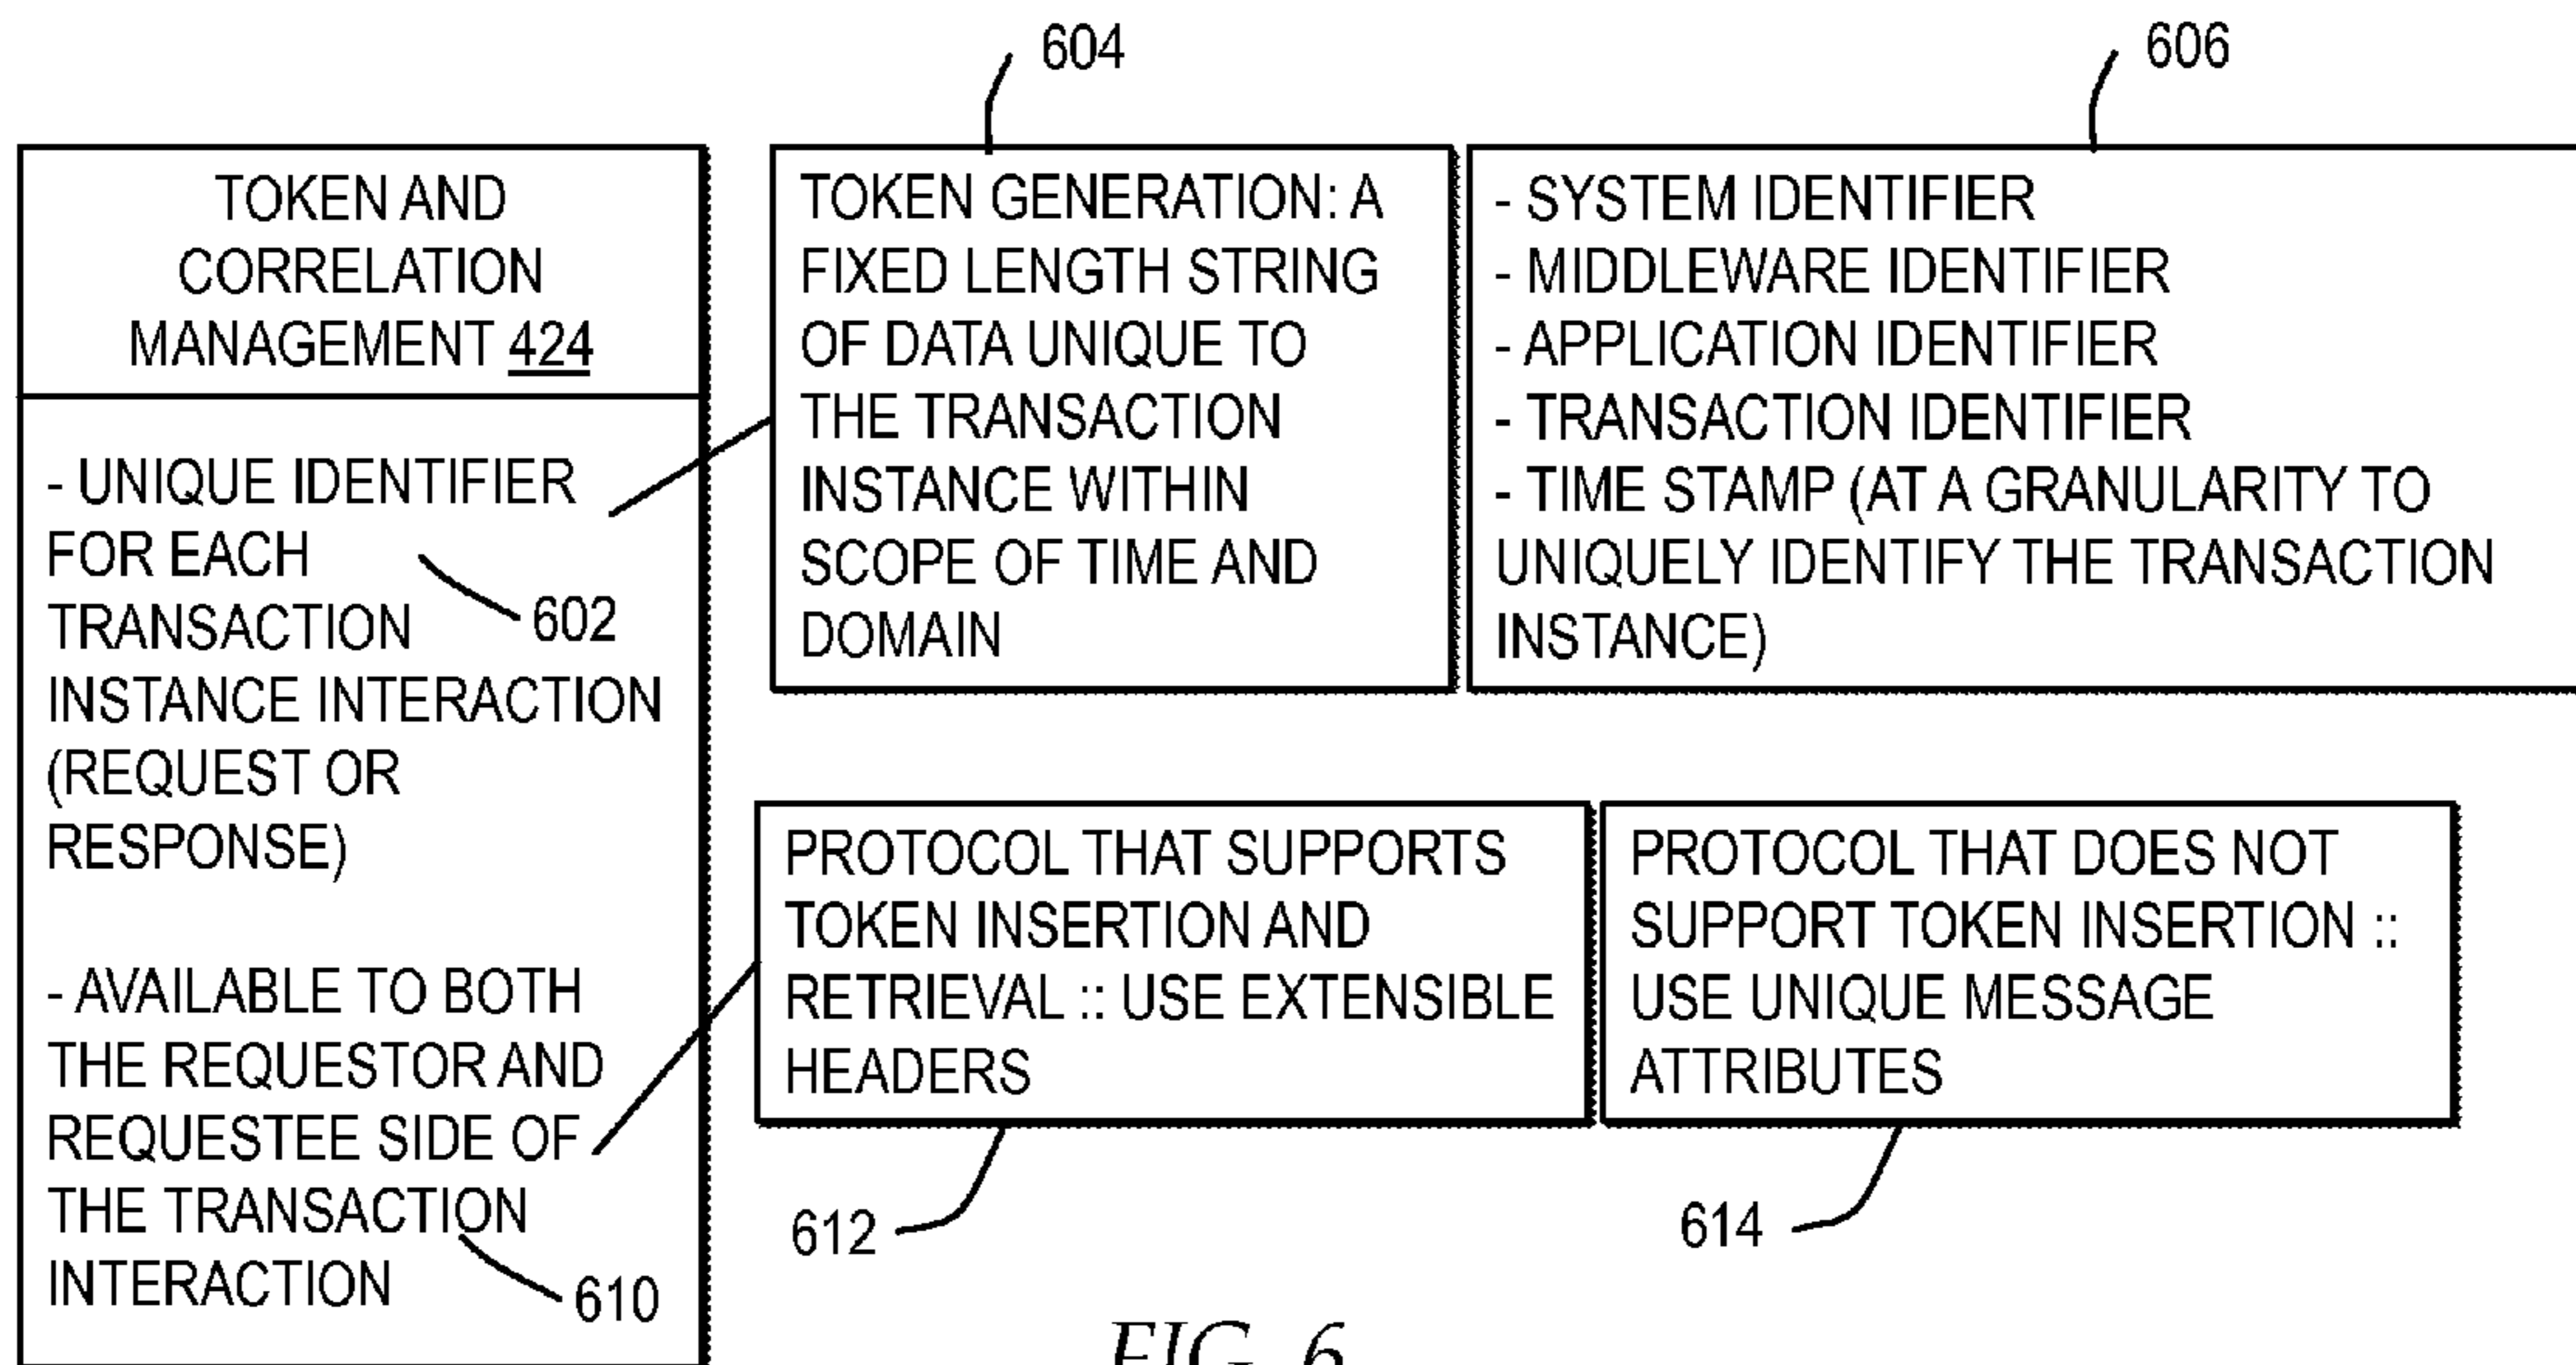 604
606
TOKEN AND
CORRELATION
MANAGEMENT 424
- UNIQUE IDENTIFIER
FOR EACH
TRANSACTION
602
INSTANCE INTERACTION
(REQUEST OR
RESPONSE)
- AVAILABLE TO BOTH
THE REQUESTOR AND
REQUESTEE SIDE OF
THE TRANSACTION
INTERACTION
610
TOKEN GENERATION: A
FIXED LENGTH STRING
OF DATA UNIQUE TO
THE TRANSACTION
INSTANCE WITHIN
SCOPE OF TIME AND
DOMAIN
- SYSTEM IDENTIFIER
- MIDDLEWARE IDENTIFIER
- APPLICATION IDENTIFIER
- TRANSACTION IDENTIFIER
- TIME STAMP (AT A GRANULARITY TO
UNIQUELY IDENTIFY THE TRANSACTION
INSTANCE)
PROTOCOL THAT SUPPORTS
TOKEN INSERTION AND
RETRIEVAL :: USE EXTENSIBLE
HEADERS
612
PROTOCOL THAT DOES NOT
SUPPORT TOKEN INSERTION ::
USE UNIQUE MESSAGE
ATTRIBUTES
614
FIG. 6